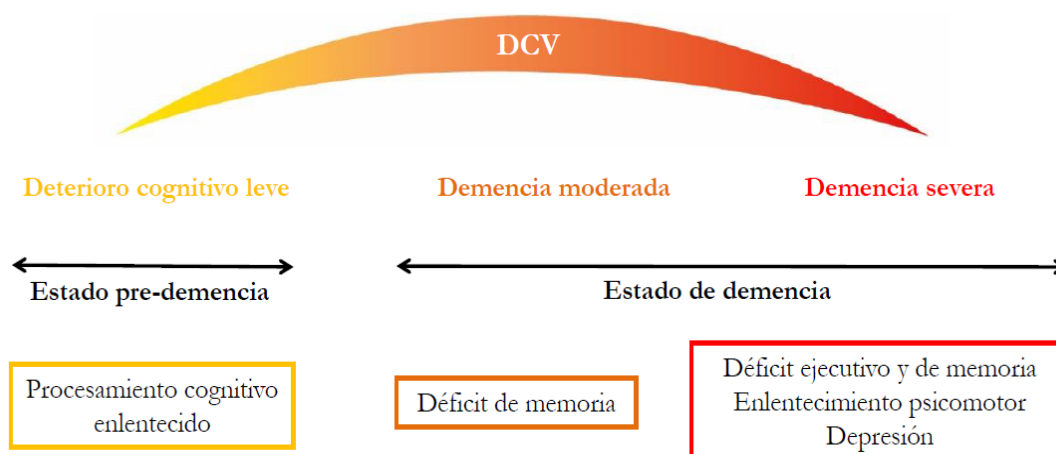 DCV
Deterioro cognitivo leve
Demencia moderada
Demencia severa
Estado pre-demencia
Estado de demencia
Procesamiento cognitivo
enlentecido
Déficit de memoria
Déficit ejecutivo y de memoria
Enlentecimiento psicomotor
Depresión